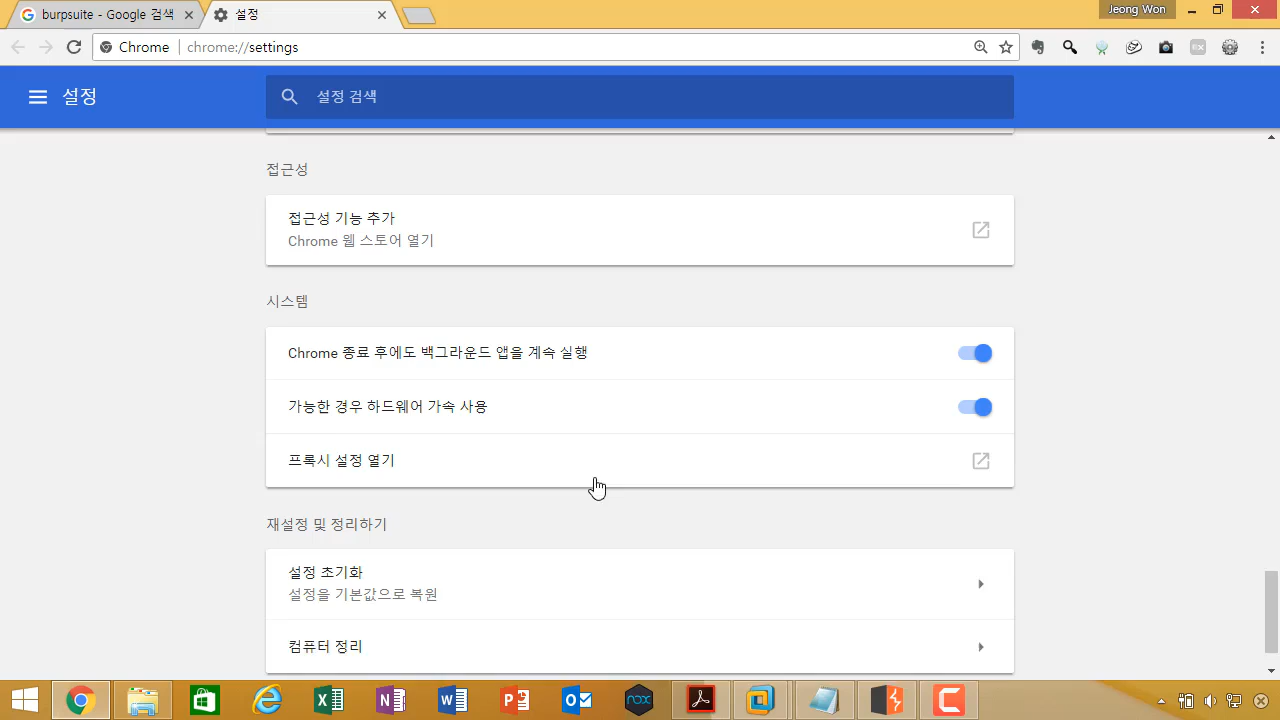 burpsuite - Google 검색
설정
Jeong Won
Chrome
chrome://settings
설정
설정 검색
접근성
접근성 기능 추가
Chrome 웹 스토어 열기
시스템
Chrome 종료 후에도 백그라운드 앱을 계속 실행
가능한 경우 하드웨어 가속 사용
프록시 설정 열기
재설정 및 정리하기
설정 초기화
설정을 기본값으로 복원
컴퓨터 정리
nox